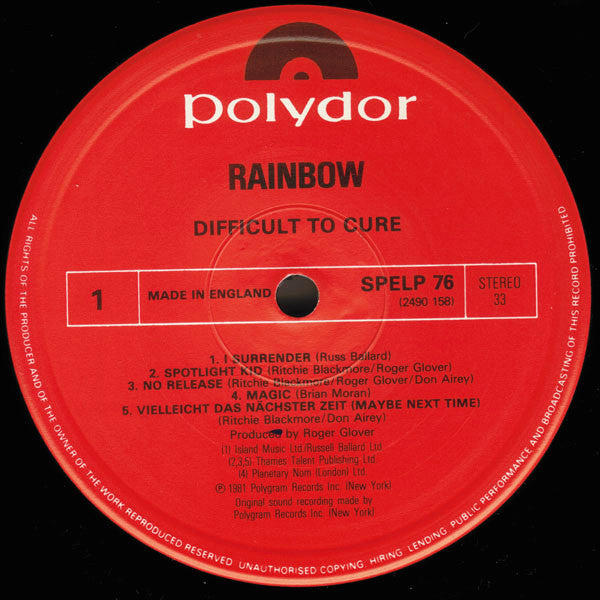 polydor
RAINBOW
DIFFICULT TO CURE
1
MADE IN ENGLAND
SPELP 76
(2490 158)
STEREO
33
1. I SURRENDER (Russ Ballard)
2. SPOTLIGHT KID (Ritchie Blackmore/Roger Glover)
3. NO RELEASE (Ritchie Blackmore/Roger Glover/Don Airey)
4. MAGIC (Brian Moran)
5. VIELLEICHT DAS NÄCHSTER ZEIT (MAYBE NEXT TIME)
(Ritchie Blackmore/Don Airey)
Produced by Roger Glover
(1) Island Music Ltd/Russell Ballard Ltd
(2,3,5) Thames Talent Publishing Ltd.
(4) Planetary Nom (London) Ltd.
℗ 1981 Polygram Records Inc. (New York)
Original sound recording made by
Polygram Records Inc. (New York)
ALL RIGHTS OF THE PRODUCER AND OF THE OWNER OF THE WORK REPRODUCED RESERVED. UNAUTHORISED COPYING, HIRING, LENDING, PUBLIC PERFORMANCE AND BROADCASTING OF THIS RECORD PROHIBITED